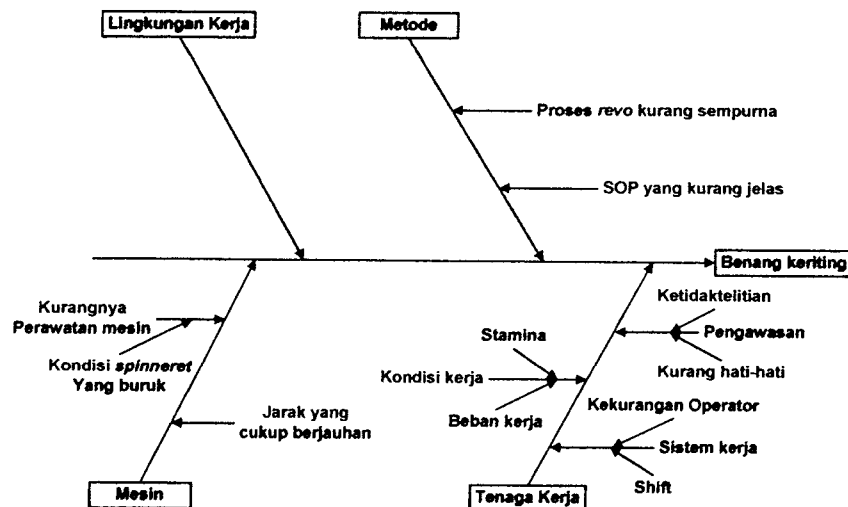 Lingkungan Kerja
Metode
Proses revo kurang sempurna
SOP yang kurang jelas
Benang keriting
Kurangnya
Perawatan mesin
Kondisi spinneret
Yang buruk
Jarak yang
cukup berjauhan
Mesin
Ketidaktelitian
Pengawasan
Kurang hati-hati
Stamina
Kondisi kerja
Beban kerja
Kekurangan Operator
Sistem kerja
Shift
Tenaga Kerja